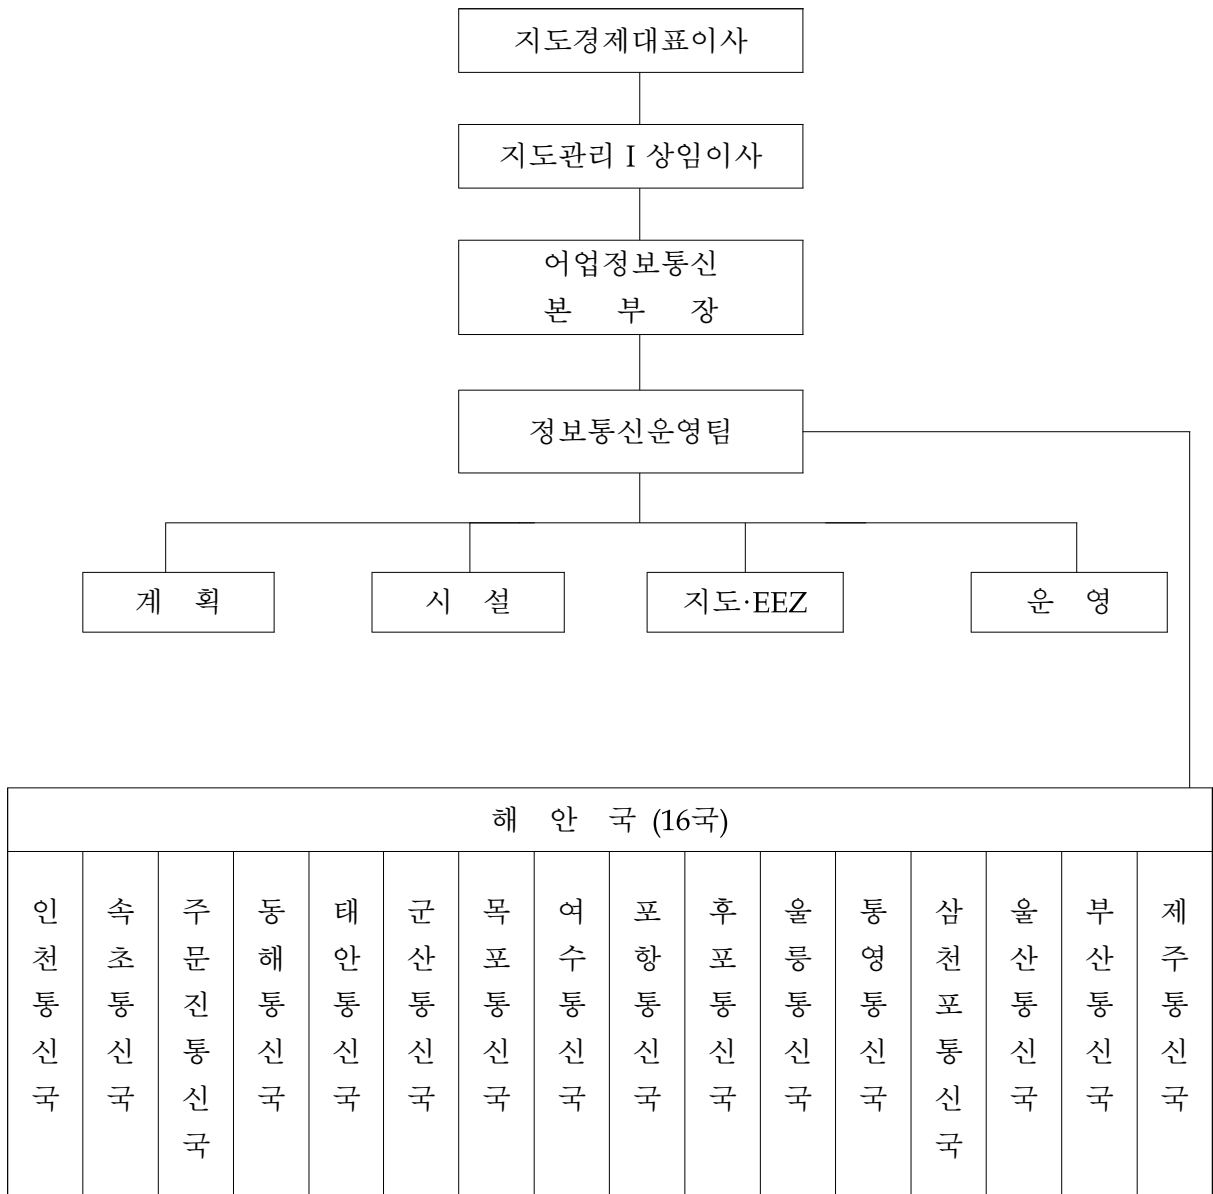 지도경제대표이사
지도관리 I 상임이사
어업정보통신
본 부 장
정보통신운영팀
계 획
시 설
지도·EEZ
운 영
해 안 국 (16국)
인천통신국
속초통신국
주문진통신국
동해통신국
태안통신국
군산통신국
목포통신국
여수통신국
포항통신국
후포통신국
울릉통신국
통영통신국
삼천포통신국
울산통신국
부산통신국
제주통신국